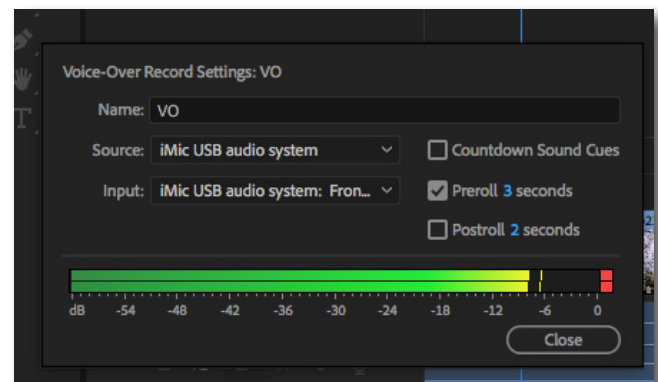 Voice-Over Record Settings: VO
Name: VO
Source: iMic USB audio system
Countdown Sound Cues
Input: iMic USB audio system: Fron...
Preroll 3 seconds
Postroll 2 seconds
dB -54 -48 -42 -36 -30 -24 -18 -12 -6 0
Close
T
2